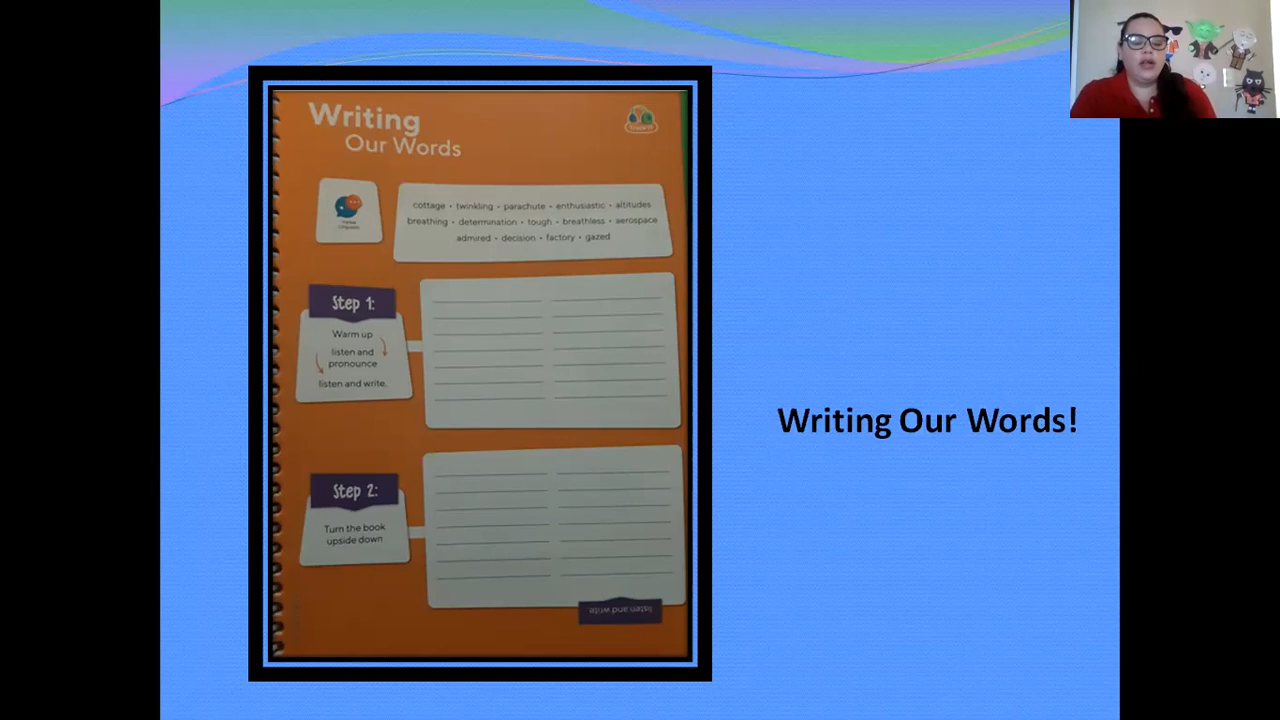 Writing
Our Words
cottage • twinkling • parachute • enthusiastic • altitudes
breathing • determination • tough • breathless • aerospace
admired • decision • factory • gazed
Step 1:
Warm up
listen and
pronounce
listen and write.
Step 2:
Turn the book
upside down
listen and write
Writing Our Words!